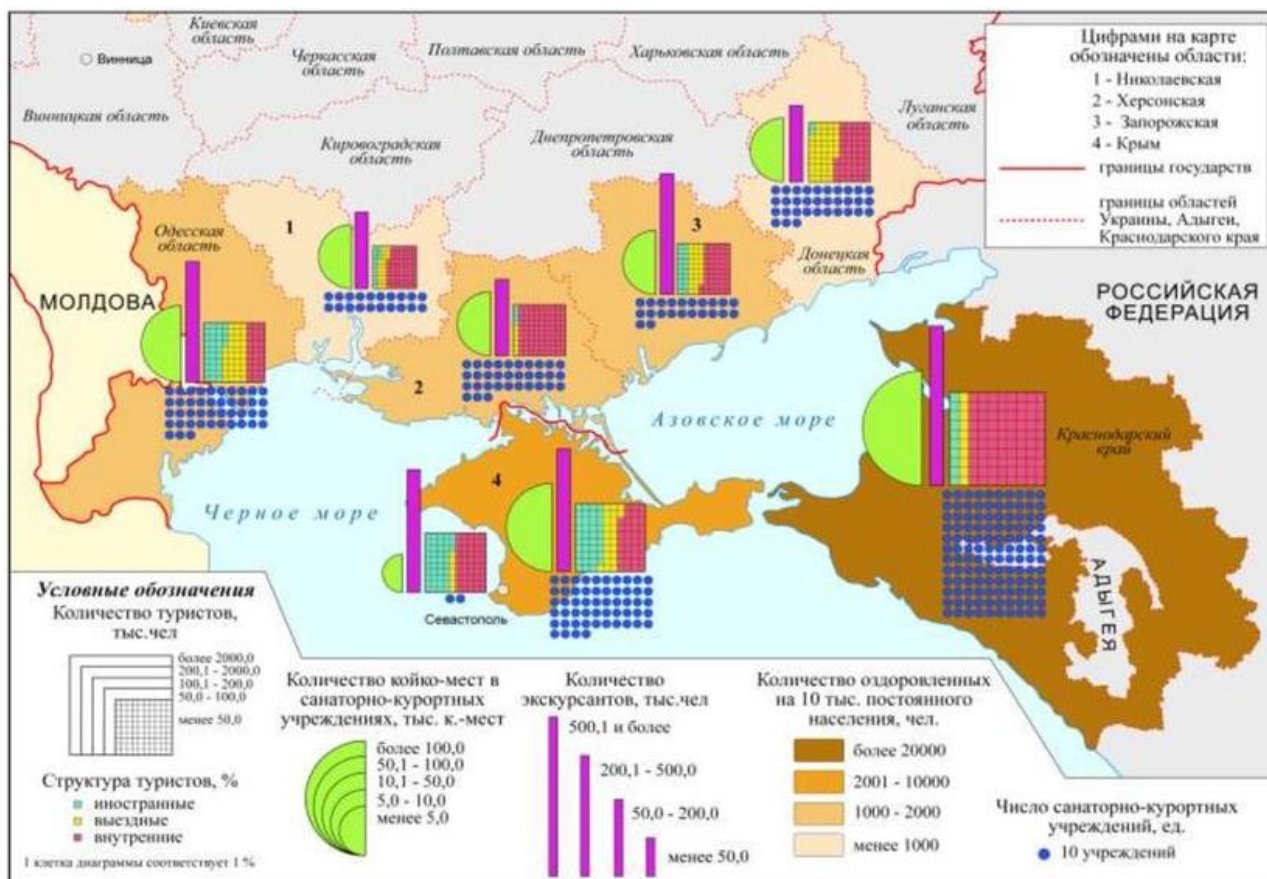 Киевская
область
Винница
Черкасская
область
Полтавская область
Харьковская область
Винницкая область
Кировоградская
область
Днепропетровская
область
Луганская
область
Одесская
область
1
3
2
4
Донецкая
область
МОЛДОВА
РОССИЙСКАЯ
ФЕДЕРАЦИЯ
Азовское море
Черное море
Краснодарский
край
АДЫГЕЯ
Севастополь
Цифрами на карте
обозначены области:
1 - Николаевская
2 - Херсонская
3 - Запорожская
4 - Крым
границы государств
границы областей
Украины, Адыгеи,
Краснодарского края
Условные обозначения
Количество туристов,
тыс.чел
более 2000,0
200,1 - 2000,0
100,1 - 200,0
50,0 - 100,0
менее 50,0
Структура туристов, %
иностранные
выездные
внутренние
1 клетка диаграммы соответствует 1 %
Количество койко-мест в
санаторно-курортных
учреждениях, тыс. к.-мест
более 100,0
50,1 - 100,0
10,1 - 50,0
5,0 - 10,0
менее 5,0
Количество
экскурсантов, тыс.чел
500,1 и более
200,1 - 500,0
50,0 - 200,0
менее 50,0
Количество оздоровленных
на 10 тыс. постоянного
населения, чел.
более 20000
2001 - 10000
1000 - 2000
менее 1000
Число санаторно-курортных
учреждений, ед.
10 учреждений